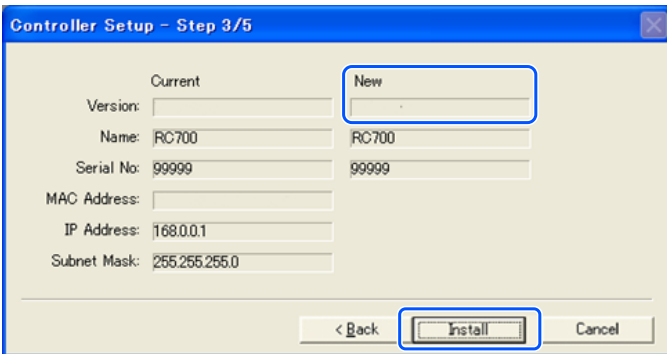 Controller Setup - Step 3/5
Current New
Version:
Name: RC700 RC700
Serial No: 99999 99999
MAC Address:
IP Address: 168.0.0.1
Subnet Mask: 255.255.255.0
< Back Install Cancel